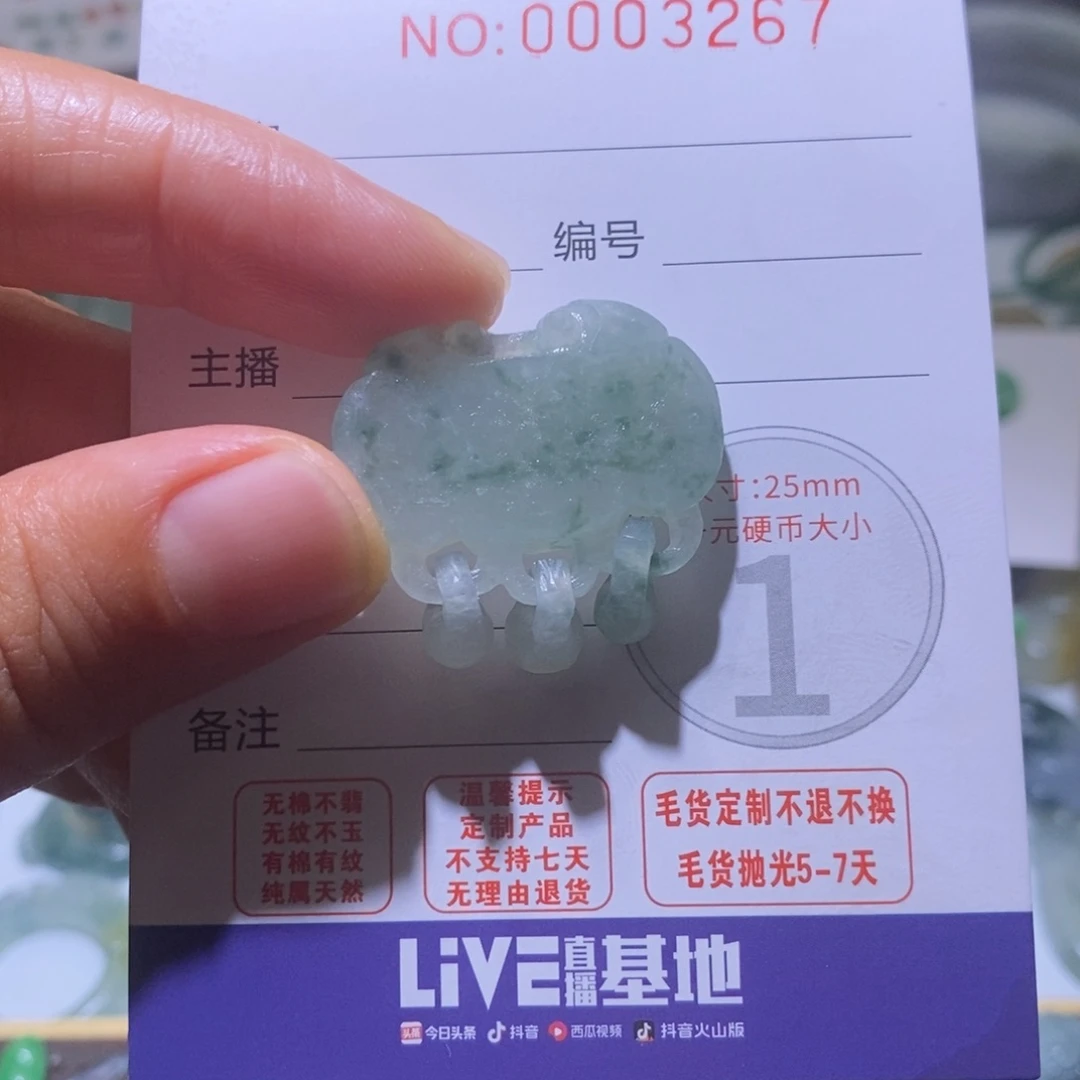 NO:0003267
编号
主播
寸:25mm
元硬币大小
1
备注
无棉不翡
无纹不玉
有棉有纹
纯属天然
温馨提示
定制产品
不支持七天
无理由退货
毛货定制不退不换
毛货抛光5-7天
LiVE直播基地
头条 今日头条 抖音 西瓜视频 抖音火山版